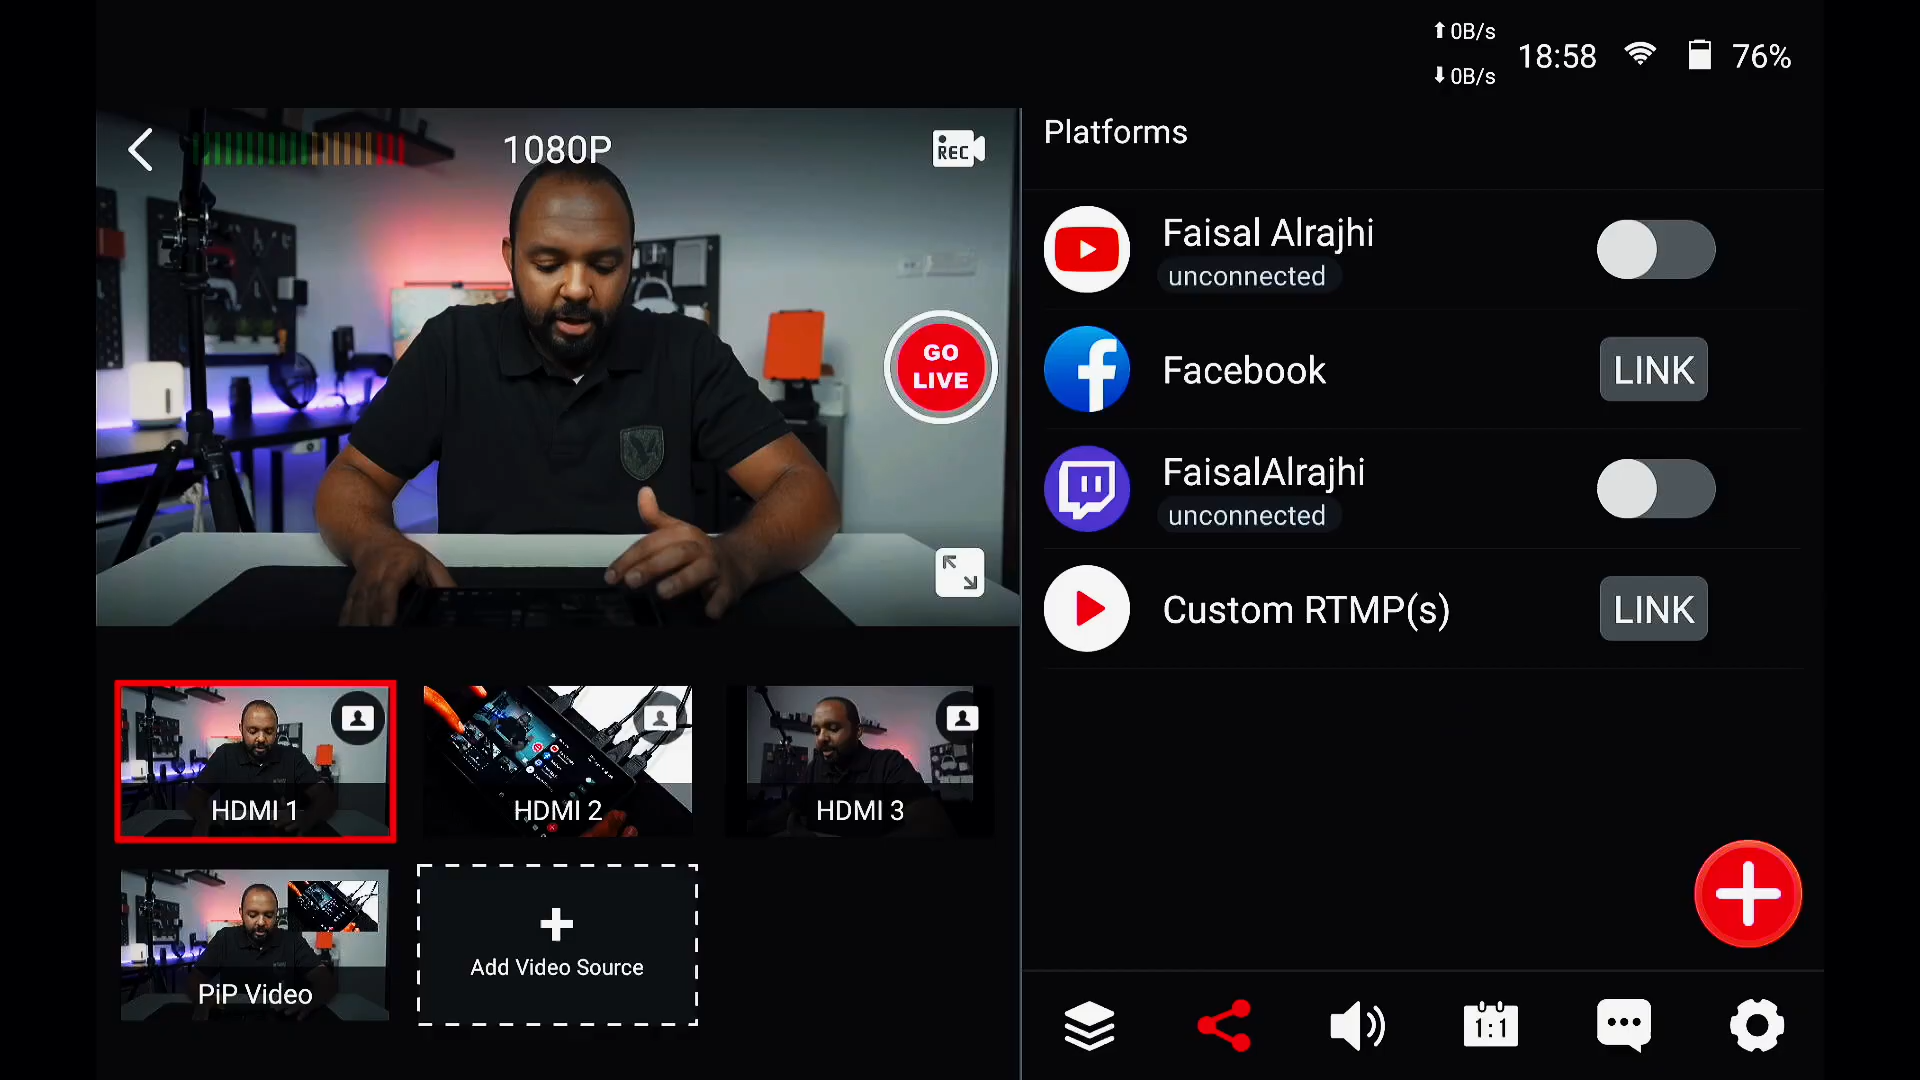 ⬆0B/s
⬇0B/s
18:58
76%
1080P
REC
GO
LIVE
HDMI 1
HDMI 2
HDMI 3
PiP Video
Add Video Source
Platforms
Faisal Alrajhi
unconnected
Facebook
LINK
FaisalAlrajhi
unconnected
Custom RTMP(s)
LINK
1:1